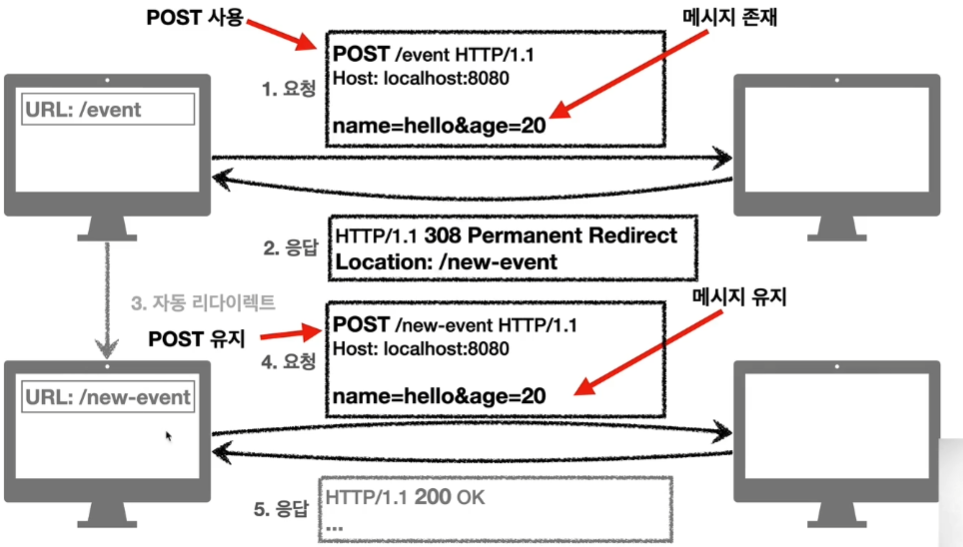 POST 사용
메시지 존재
POST /event HTTP/1.1
Host: localhost:8080
1. 요청
name=hello&age=20
URL: /event
2. 응답
HTTP/1.1 308 Permanent Redirect
Location: /new-event
3. 자동 리다이렉트
메시지 유지
POST 유지
POST /new-event HTTP/1.1
Host: localhost:8080
4. 요청
name=hello&age=20
URL: /new-event
5. 응답
HTTP/1.1 200 OK
...